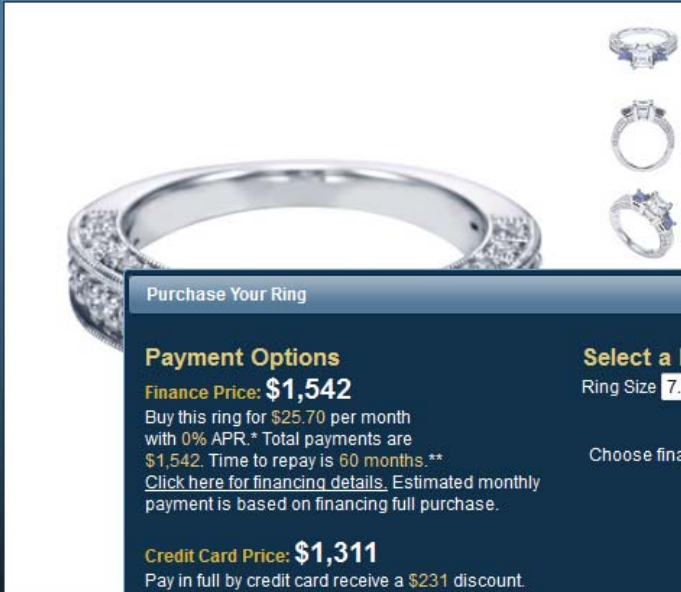 Purchase Your Ring
Payment Options
Finance Price: $1,542
Buy this ring for $25.70 per month
with 0% APR.* Total payments are
$1,542. Time to repay is 60 months.**
Click here for financing details. Estimated monthly
payment is based on financing full purchase.
Credit Card Price: $1,311
Pay in full by credit card receive a $231 discount.
Select a
Ring Size 7.
Choose fina